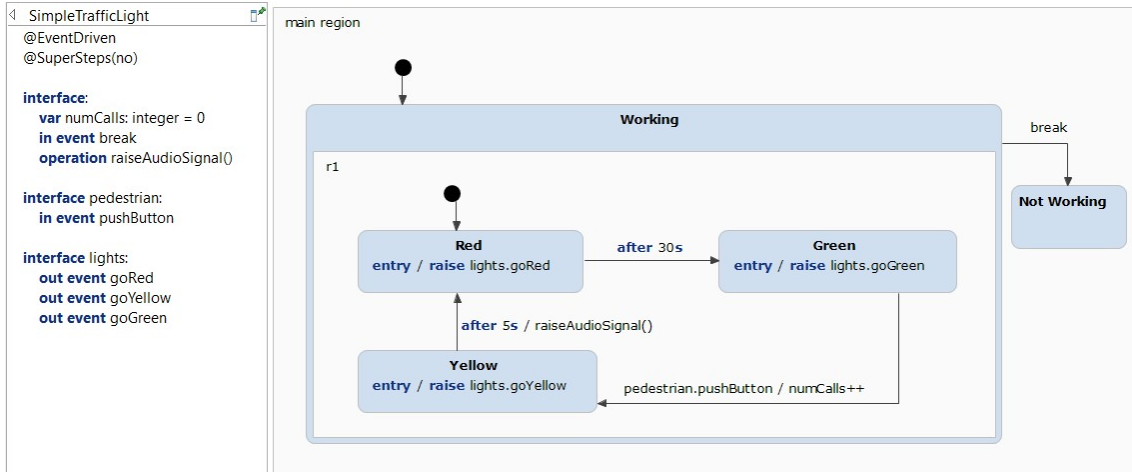 SimpleTrafficLight
@EventDriven
@SuperSteps(no)
interface:
var numCalls: integer = 0
in event break
operation raiseAudioSignal()
interface pedestrian:
in event pushButton
interface lights:
out event goRed
out event goYellow
out event goGreen
main region
Working
break
r1
Not Working
Red
entry / raise lights.goRed
after 30s
Green
entry / raise lights.goGreen
after 5s / raiseAudioSignal()
Yellow
entry / raise lights.goYellow
pedestrian.pushButton / numCalls++